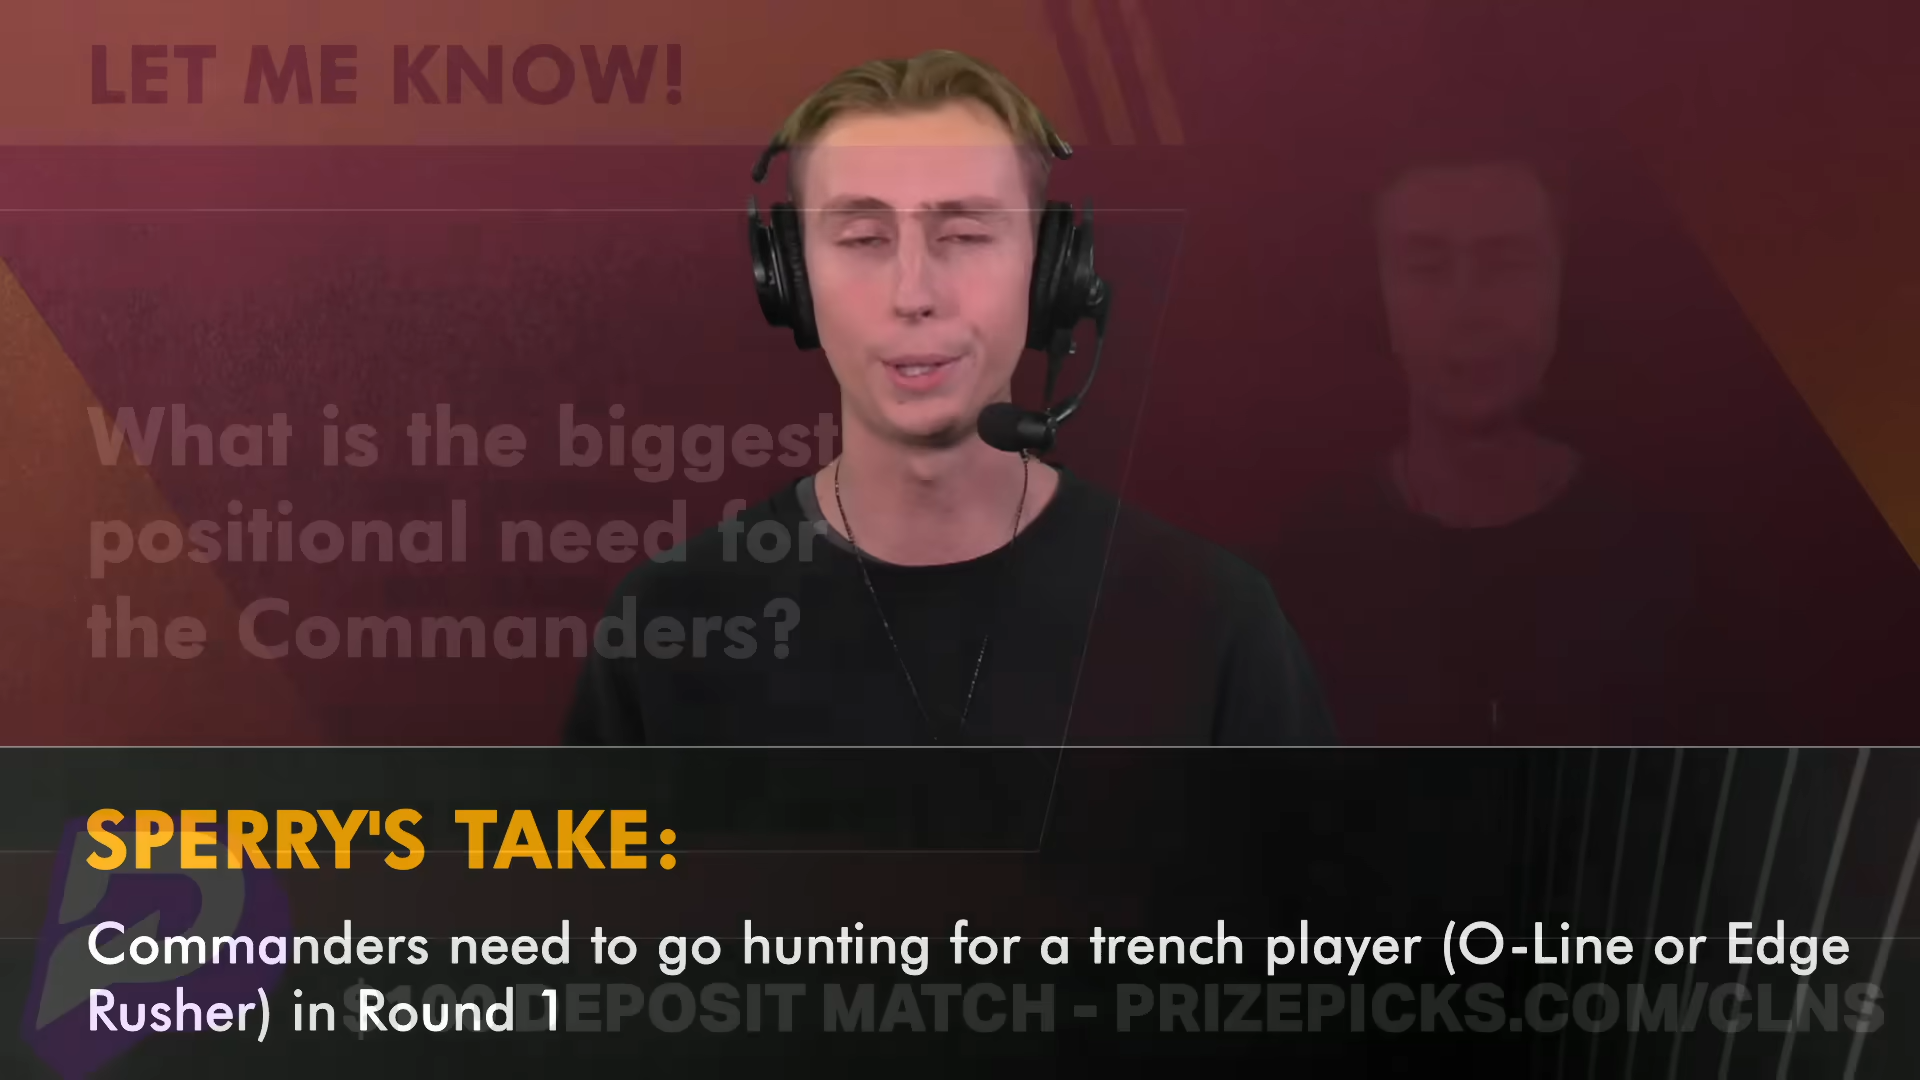 LET ME KNOW!
What is the biggest
positional need for
the Commanders?
SPERRY'S TAKE:
Commanders need to go hunting for a trench player (O-Line or Edge
Rusher) in Round 1
$100 DEPOSIT MATCH - PRIZEPICKS.COM/CLNS